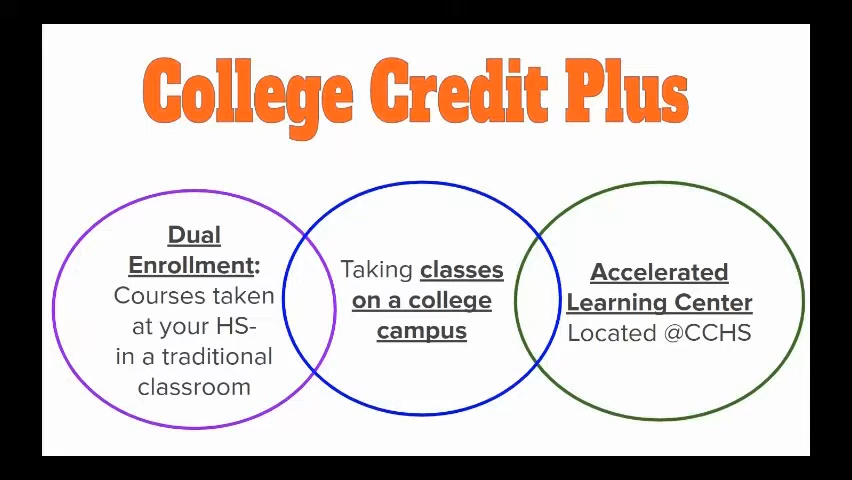 College Credit Plus
Dual
Enrollment:
Courses taken
at your HS-
in a traditional
classroom
Taking classes
on a college
campus
Accelerated
Learning Center
Located @CCHS